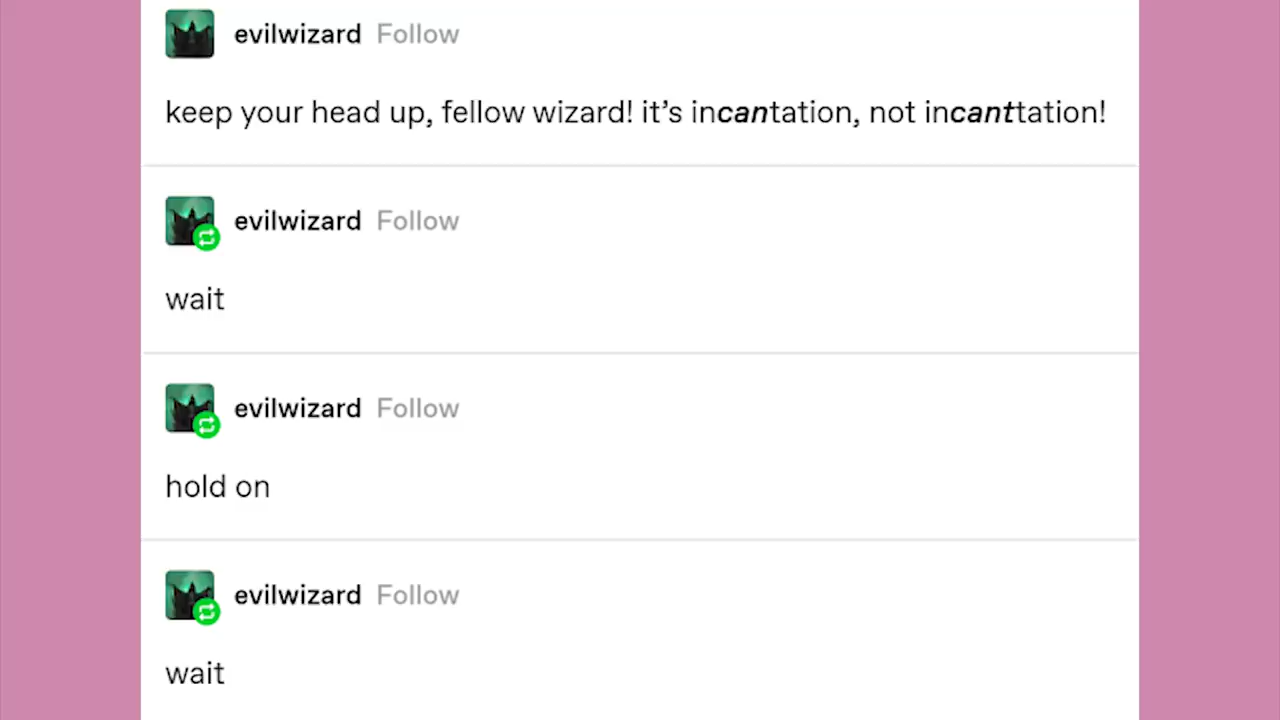 evilwizard Follow
keep your head up, fellow wizard! it’s incantation, not incanttation!
evilwizard Follow
wait
evilwizard Follow
hold on
evilwizard Follow
wait